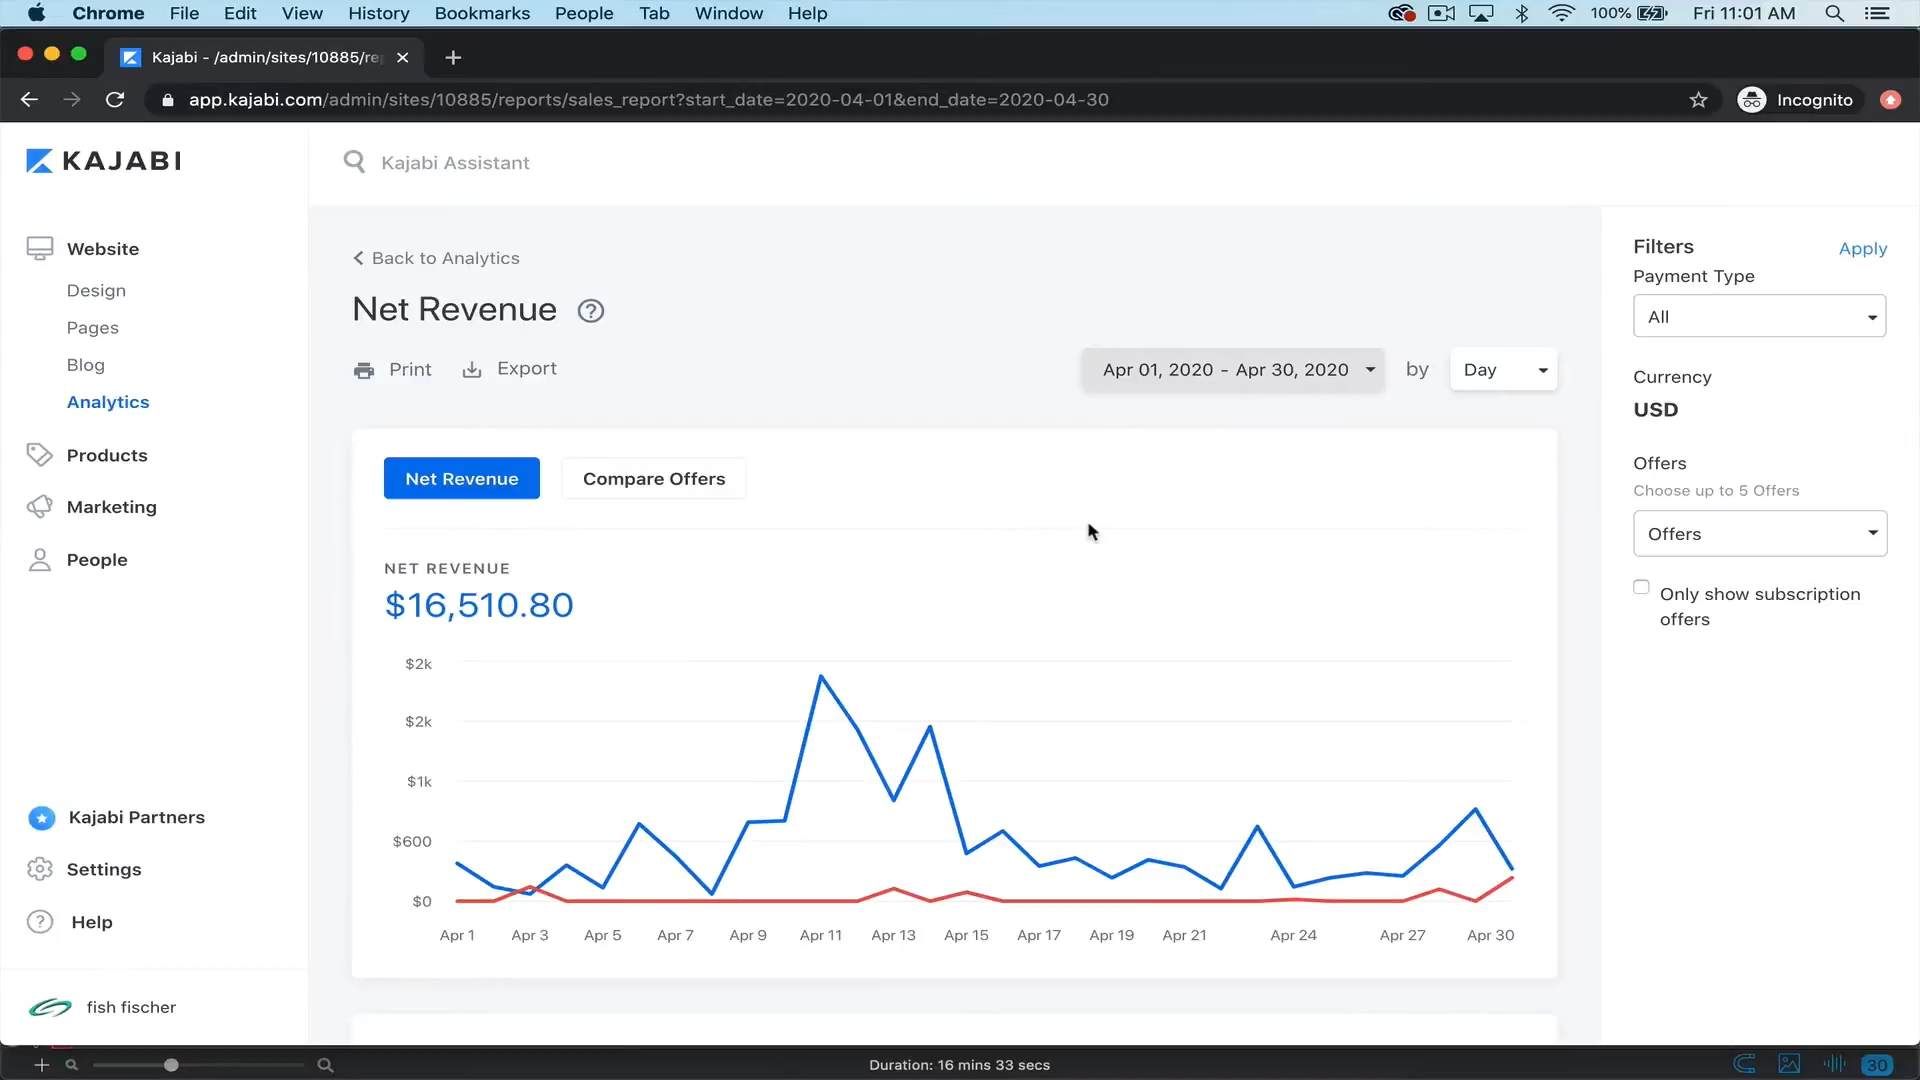 Chrome File Edit View History Bookmarks People Tab Window Help 100% Fri 11:01 AM
Kajabi - /admin/sites/10885/re
app.kajabi.com/admin/sites/10885/reports/sales_report?start_date=2020-04-01&end_date=2020-04-30 Incognito
KAJABI
Kajabi Assistant
Website
Design
Pages
Blog
Analytics
Products
Marketing
People
Kajabi Partners
Settings
? Help
fish fischer
Back to Analytics
Net Revenue ?
Print Export
Apr 01, 2020 - Apr 30, 2020 by Day
Net Revenue Compare Offers
NET REVENUE
$16,510.80
$2k
$2k
$1k
$600
$0
Apr 1 Apr 3 Apr 5 Apr 7 Apr 9 Apr 11 Apr 13 Apr 15 Apr 17 Apr 19 Apr 21 Apr 24 Apr 27 Apr 30
Filters Apply
Payment Type
All
Currency
USD
Offers
Choose up to 5 Offers
Offers
Only show subscription
offers
Duration: 16 mins 33 secs
30